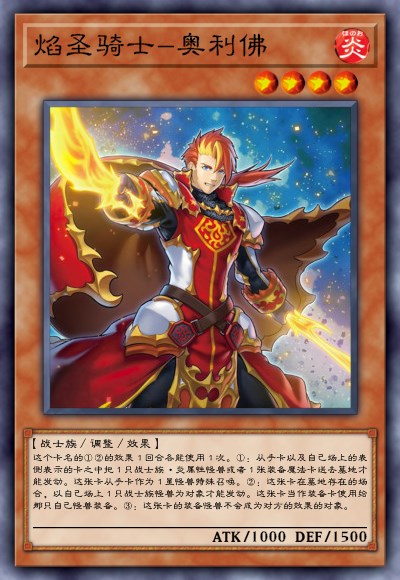 焰圣骑士-奥利佛
ほのお
炎
【战士族/调整/效果】
这个卡名的①②的效果1回合各能使用1次。①:从手卡以及自己场上的表
侧表示的卡之中把1只战士族·炎属性怪兽或者1张装备魔法卡送去墓地才
能发动。这张卡从手卡作为1星怪兽特殊召唤。②:这张卡在墓地存在的场
合,以自己场上1只战士族怪兽为对象才能发动。这张卡当作装备卡使用给
那只自己怪兽装备。③:这张卡的装备怪兽不会成为对方的效果的对象。
ATK/1000 DEF/1500